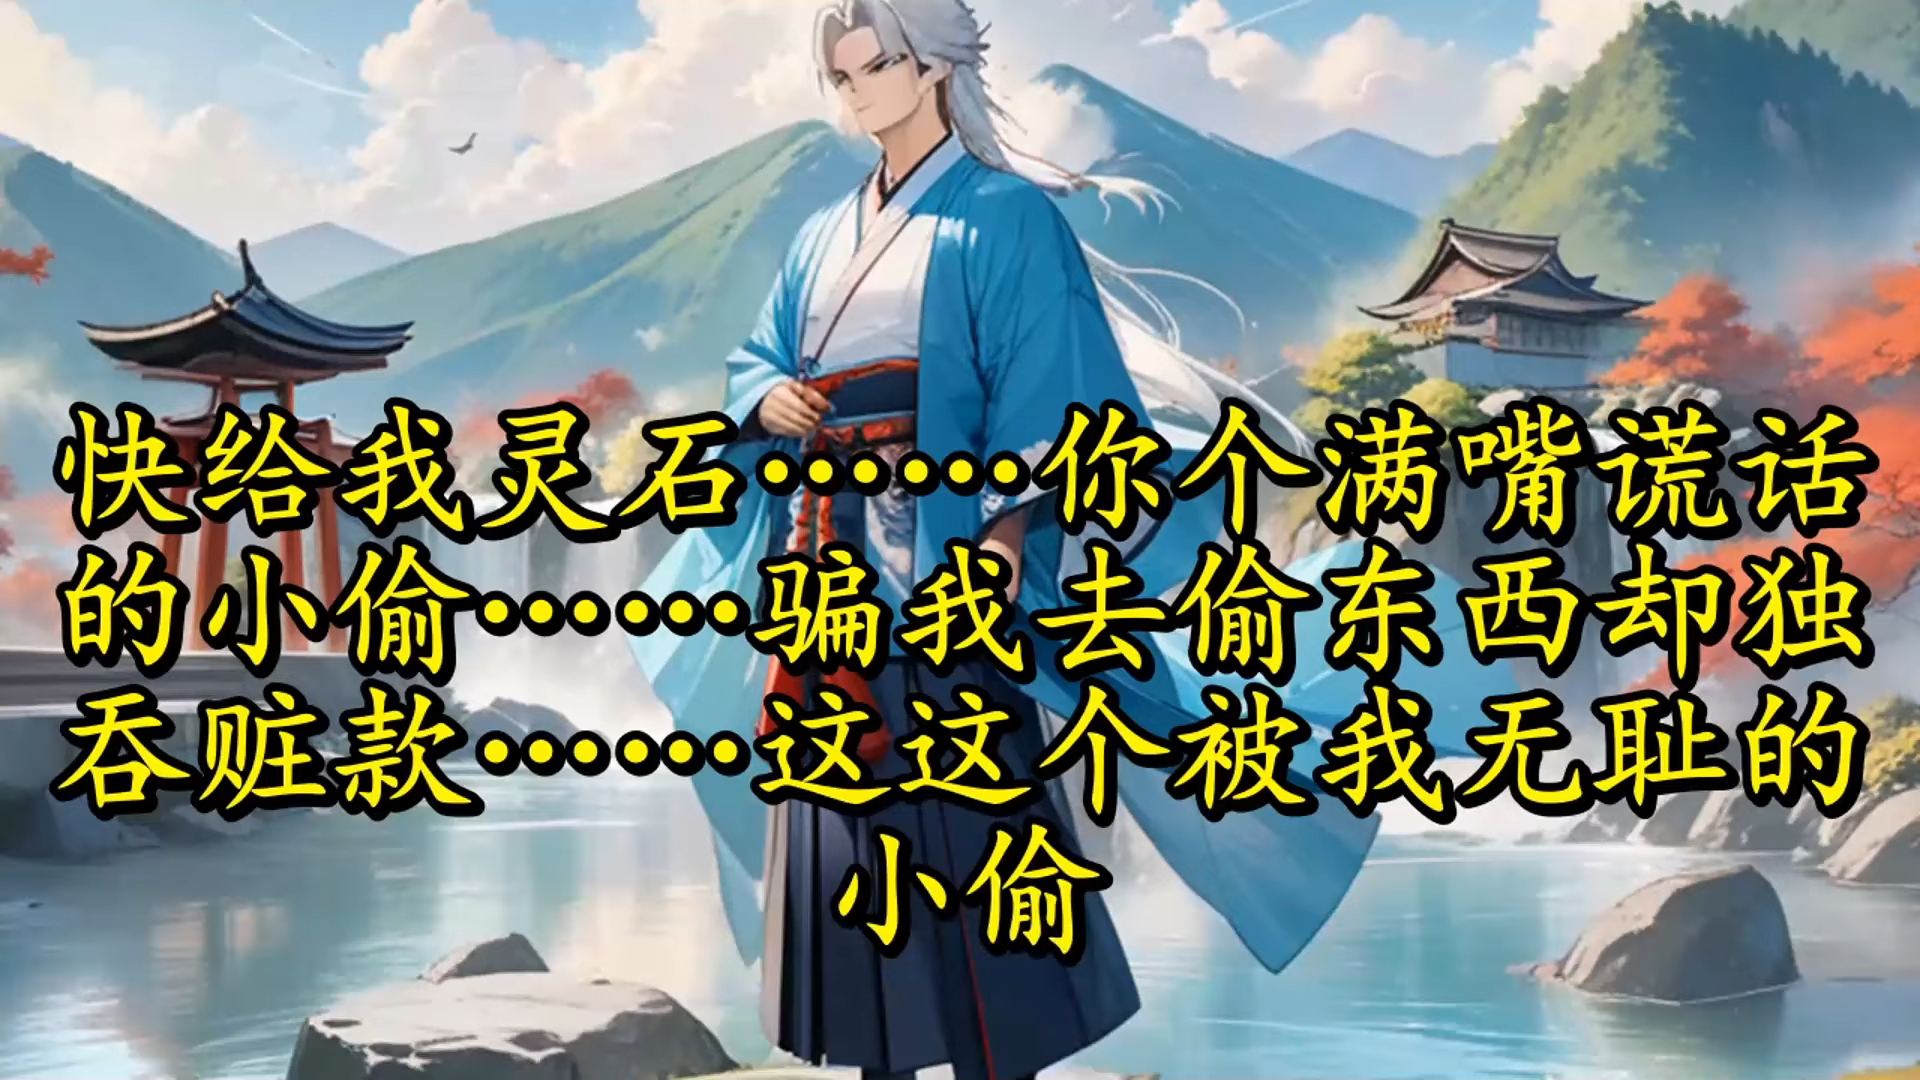 快给我灵石……你个满嘴谎话
的小偷……骗我去偷东西却独
吞赃款……这这个被我无耻的
小偷